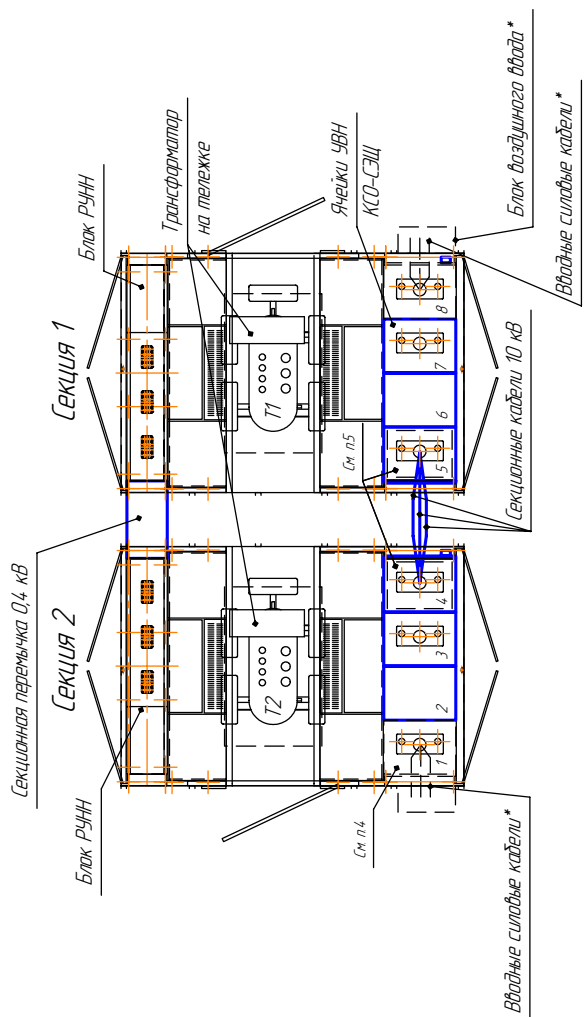 Секционная перемычка 0,4 кВ
Секция 2
Секция 1
Блок РУНН
Блок РУНН
Трансформатор
на тележке
Т2
Т1
Ячейки УВН
КСО-СЭЩ
См. п.4
См. п.5
1
2
3
4
5
6
7
8
Секционные кабели 10 кВ
Блок воздушного ввода*
Вводные силовые кабели*
Вводные силовые кабели*